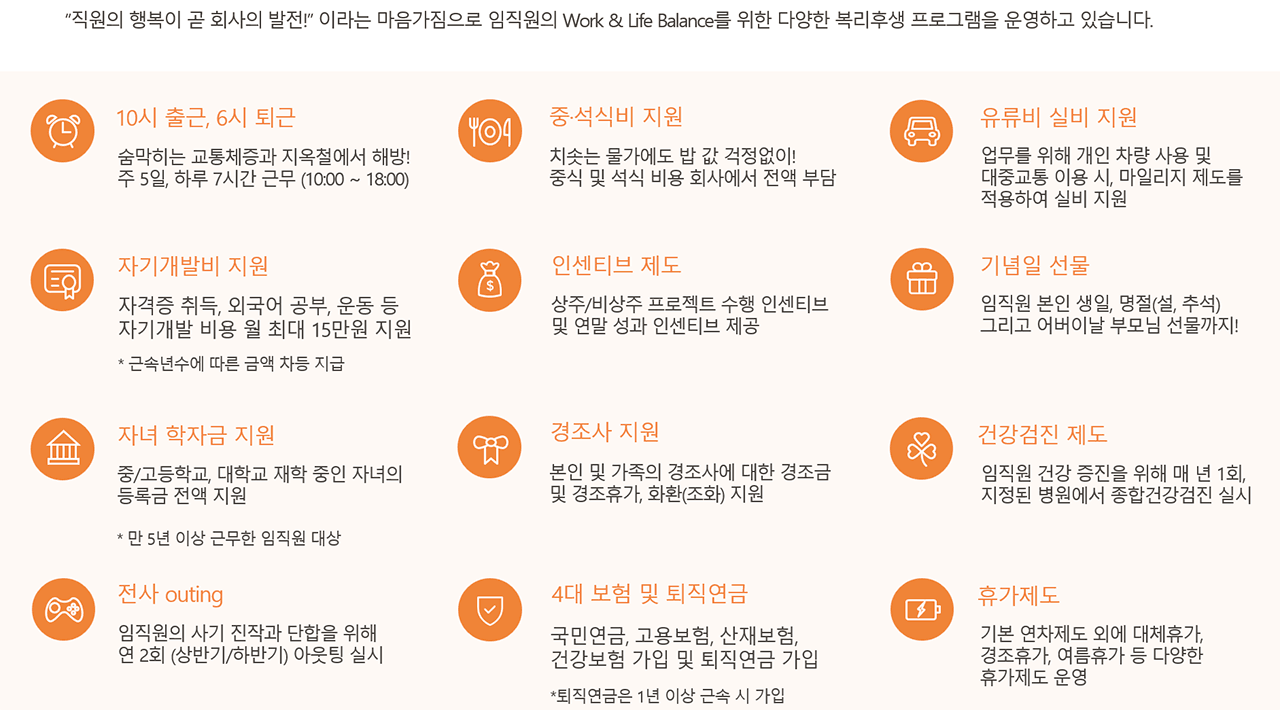 "직원의 행복이 곧 회사의 발전!" 이라는 마음가짐으로 임직원의 Work & Life Balance를 위한 다양한 복리후생 프로그램을 운영하고 있습니다.
10시 출근, 6시 퇴근
숨막히는 교통체증과 지옥철에서 해방!
주 5일, 하루 7시간 근무 (10:00 ~ 18:00)
중·석식비 지원
치솟는 물가에도 밥 값 걱정없이!
중식 및 석식 비용 회사에서 전액 부담
유류비 실비 지원
업무를 위해 개인 차량 사용 및
대중교통 이용 시, 마일리지 제도를
적용하여 실비 지원
자기개발비 지원
자격증 취득, 외국어 공부, 운동 등
자기개발 비용 월 최대 15만원 지원
* 근속년수에 따른 금액 차등 지급
인센티브 제도
상주/비상주 프로젝트 수행 인센티브
및 연말 성과 인센티브 제공
$
기념일 선물
임직원 본인 생일, 명절(설, 추석)
그리고 어버이날 부모님 선물까지!
자녀 학자금 지원
중/고등학교, 대학교 재학 중인 자녀의
등록금 전액 지원
* 만 5년 이상 근무한 임직원 대상
경조사 지원
본인 및 가족의 경조사에 대한 경조금
및 경조휴가, 화환(조화) 지원
건강검진 제도
임직원 건강 증진을 위해 매 년 1회,
지정된 병원에서 종합건강검진 실시
전사 outing
임직원의 사기 진작과 단합을 위해
연 2회 (상반기/하반기) 아웃팅 실시
4대 보험 및 퇴직연금
국민연금, 고용보험, 산재보험,
건강보험 가입 및 퇴직연금 가입
*퇴직연금은 1년 이상 근속 시 가입
휴가제도
기본 연차제도 외에 대체휴가,
경조휴가, 여름휴가 등 다양한
휴가제도 운영